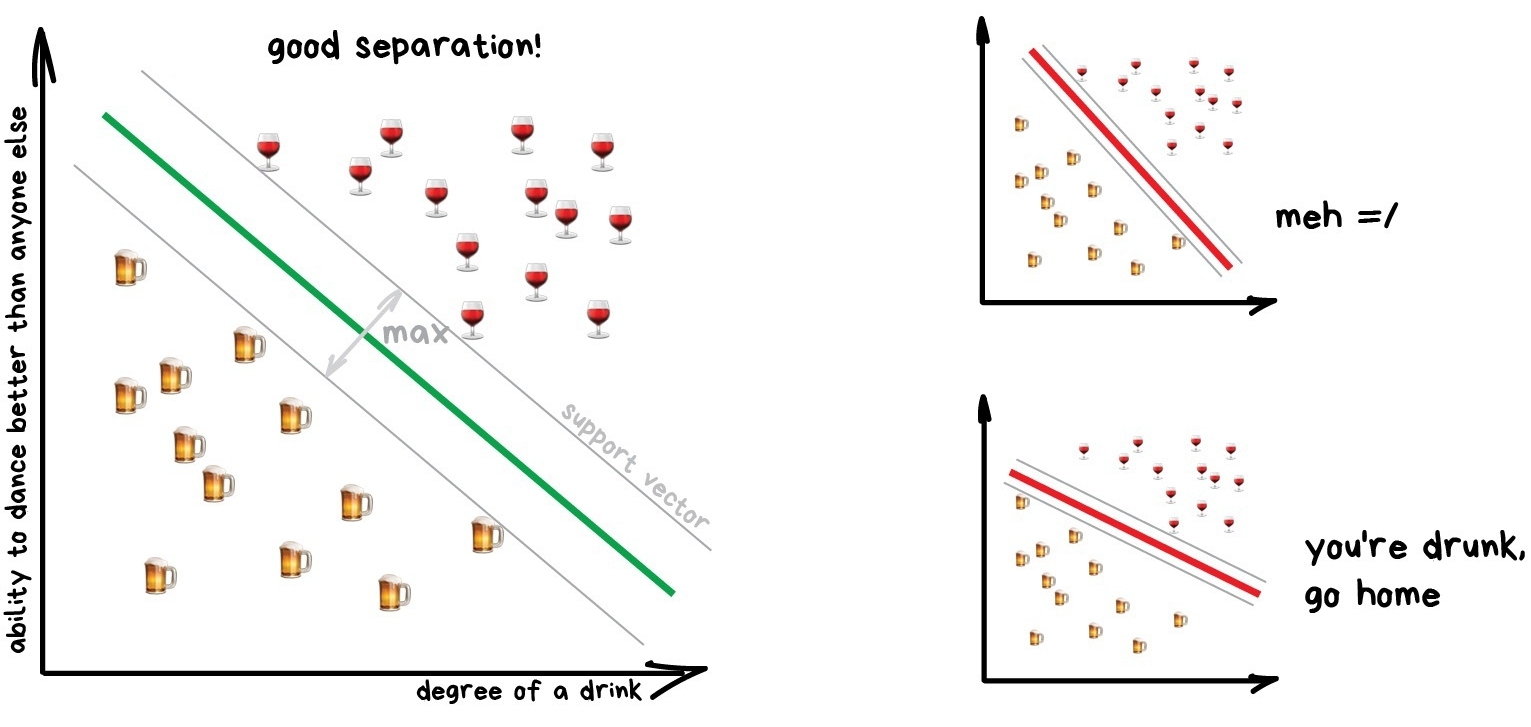 good separation!
ability to dance better than anyone else
max
support vector
degree of a drink
meh =/
you're drunk,
go home